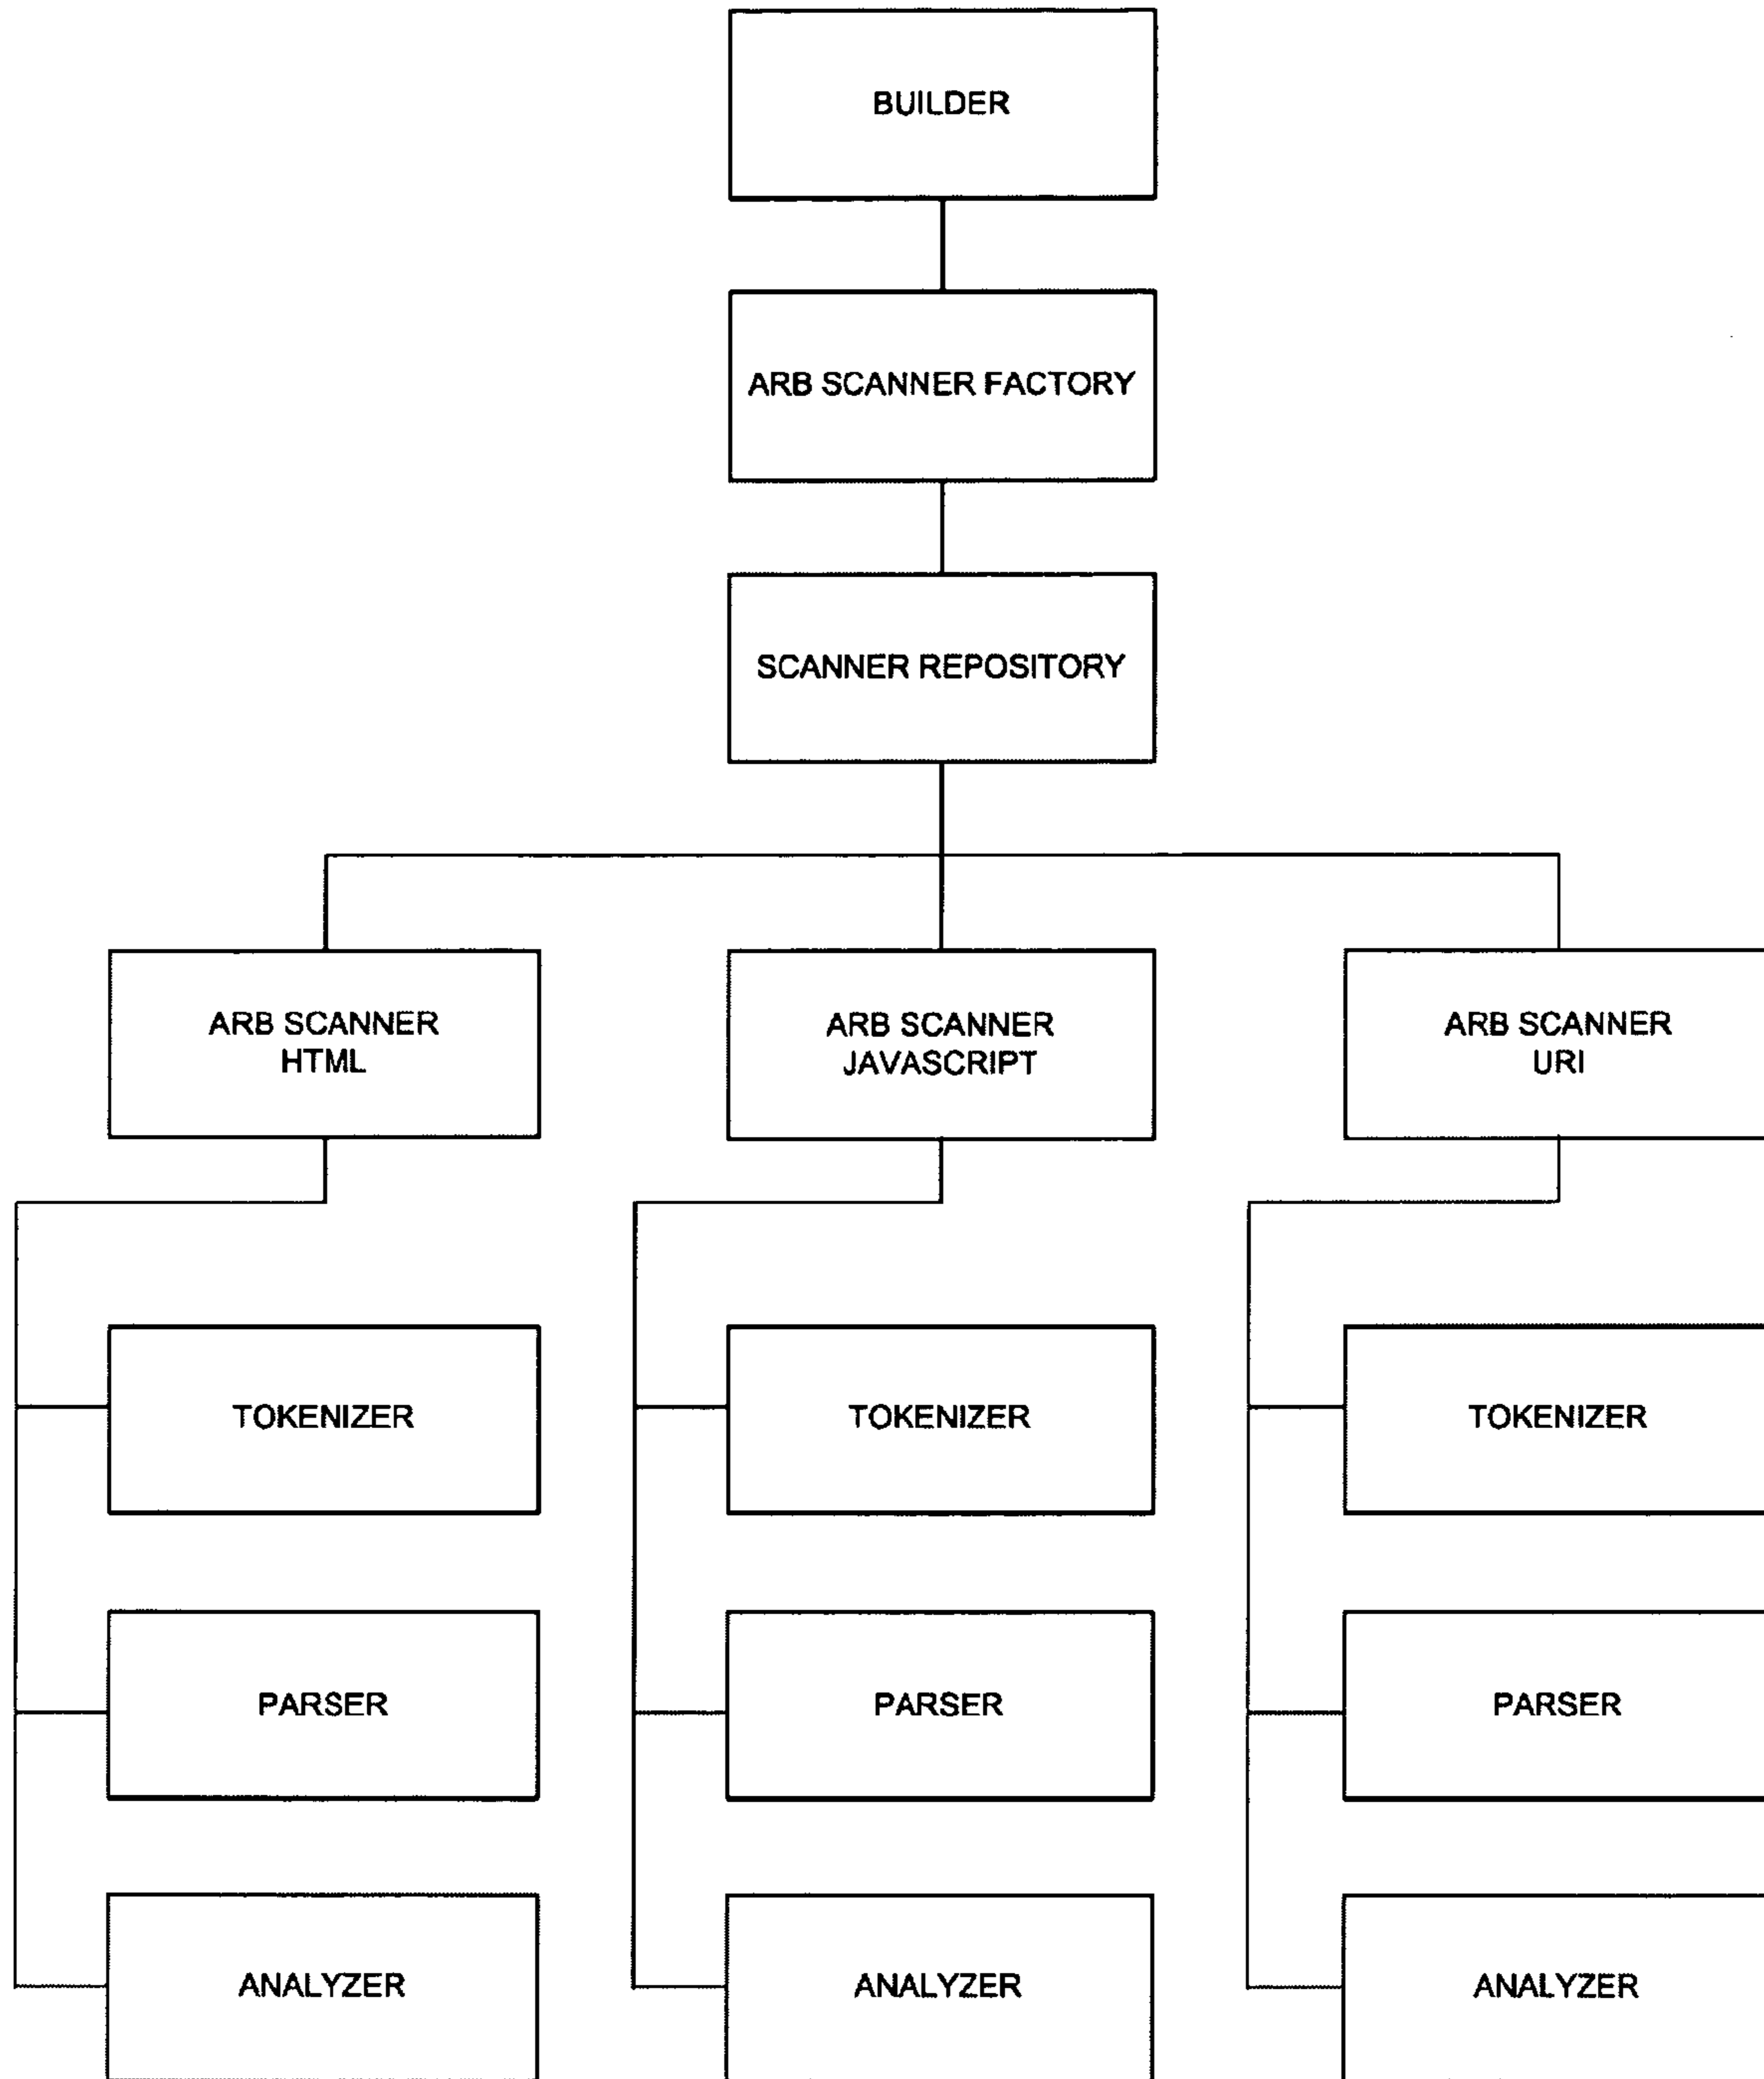 BUILDER
ARB SCANNER FACTORY
SCANNER REPOSITORY
ARB SCANNER
HTML
ARB SCANNER
JAVASCRIPT
ARB SCANNER
URI
TOKENIZER
TOKENIZER
TOKENIZER
PARSER
PARSER
PARSER
ANALYZER
ANALYZER
ANALYZER